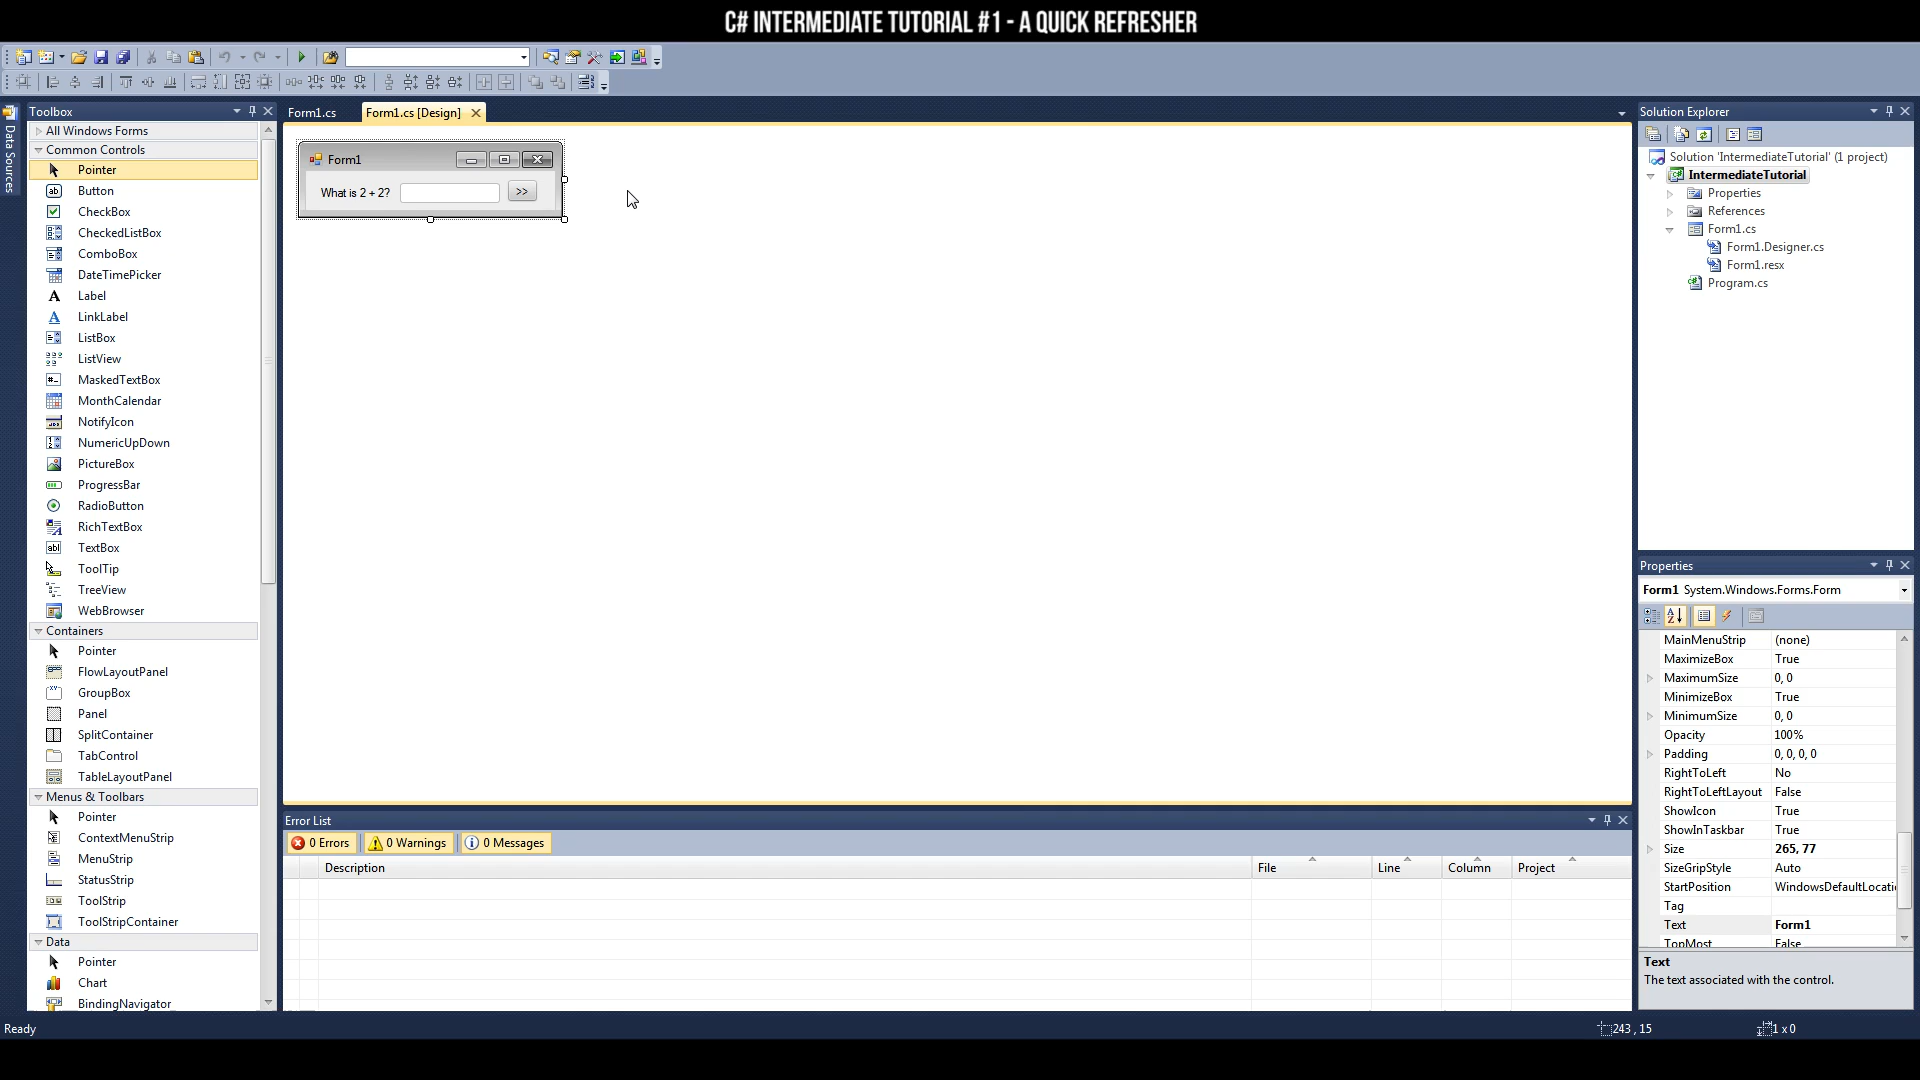 C# INTERMEDIATE TUTORIAL #1 - A QUICK REFRESHER
Data Sources
Toolbox
All Windows Forms
Common Controls
Pointer
Button
CheckBox
CheckedListBox
ComboBox
DateTimePicker
Label
LinkLabel
ListBox
ListView
MaskedTextBox
MonthCalendar
NotifyIcon
NumericUpDown
PictureBox
ProgressBar
RadioButton
RichTextBox
TextBox
ToolTip
TreeView
WebBrowser
Containers
Pointer
FlowLayoutPanel
GroupBox
Panel
SplitContainer
TabControl
TableLayoutPanel
Menus & Toolbars
Pointer
ContextMenuStrip
MenuStrip
StatusStrip
ToolStrip
ToolStripContainer
Data
Pointer
Chart
BindingNavigator
Form1.cs
Form1.cs [Design]
Form1
What is 2 + 2?
>>
Error List
0 Errors
0 Warnings
0 Messages
Description
File
Line
Column
Project
Solution Explorer
Solution 'IntermediateTutorial' (1 project)
IntermediateTutorial
Properties
References
Form1.cs
Form1.Designer.cs
Form1.resx
Program.cs
Properties
Form1 System.Windows.Forms.Form
MainMenuStrip (none)
MaximizeBox True
MaximumSize 0, 0
MinimizeBox True
MinimumSize 0, 0
Opacity 100%
Padding 0, 0, 0, 0
RightToLeft No
RightToLeftLayout False
ShowIcon True
ShowInTaskbar True
Size 265, 77
SizeGripStyle Auto
StartPosition WindowsDefaultLocati
Tag
Text Form1
TopMost False
Text
The text associated with the control.
Ready
243 , 15
1 x 0